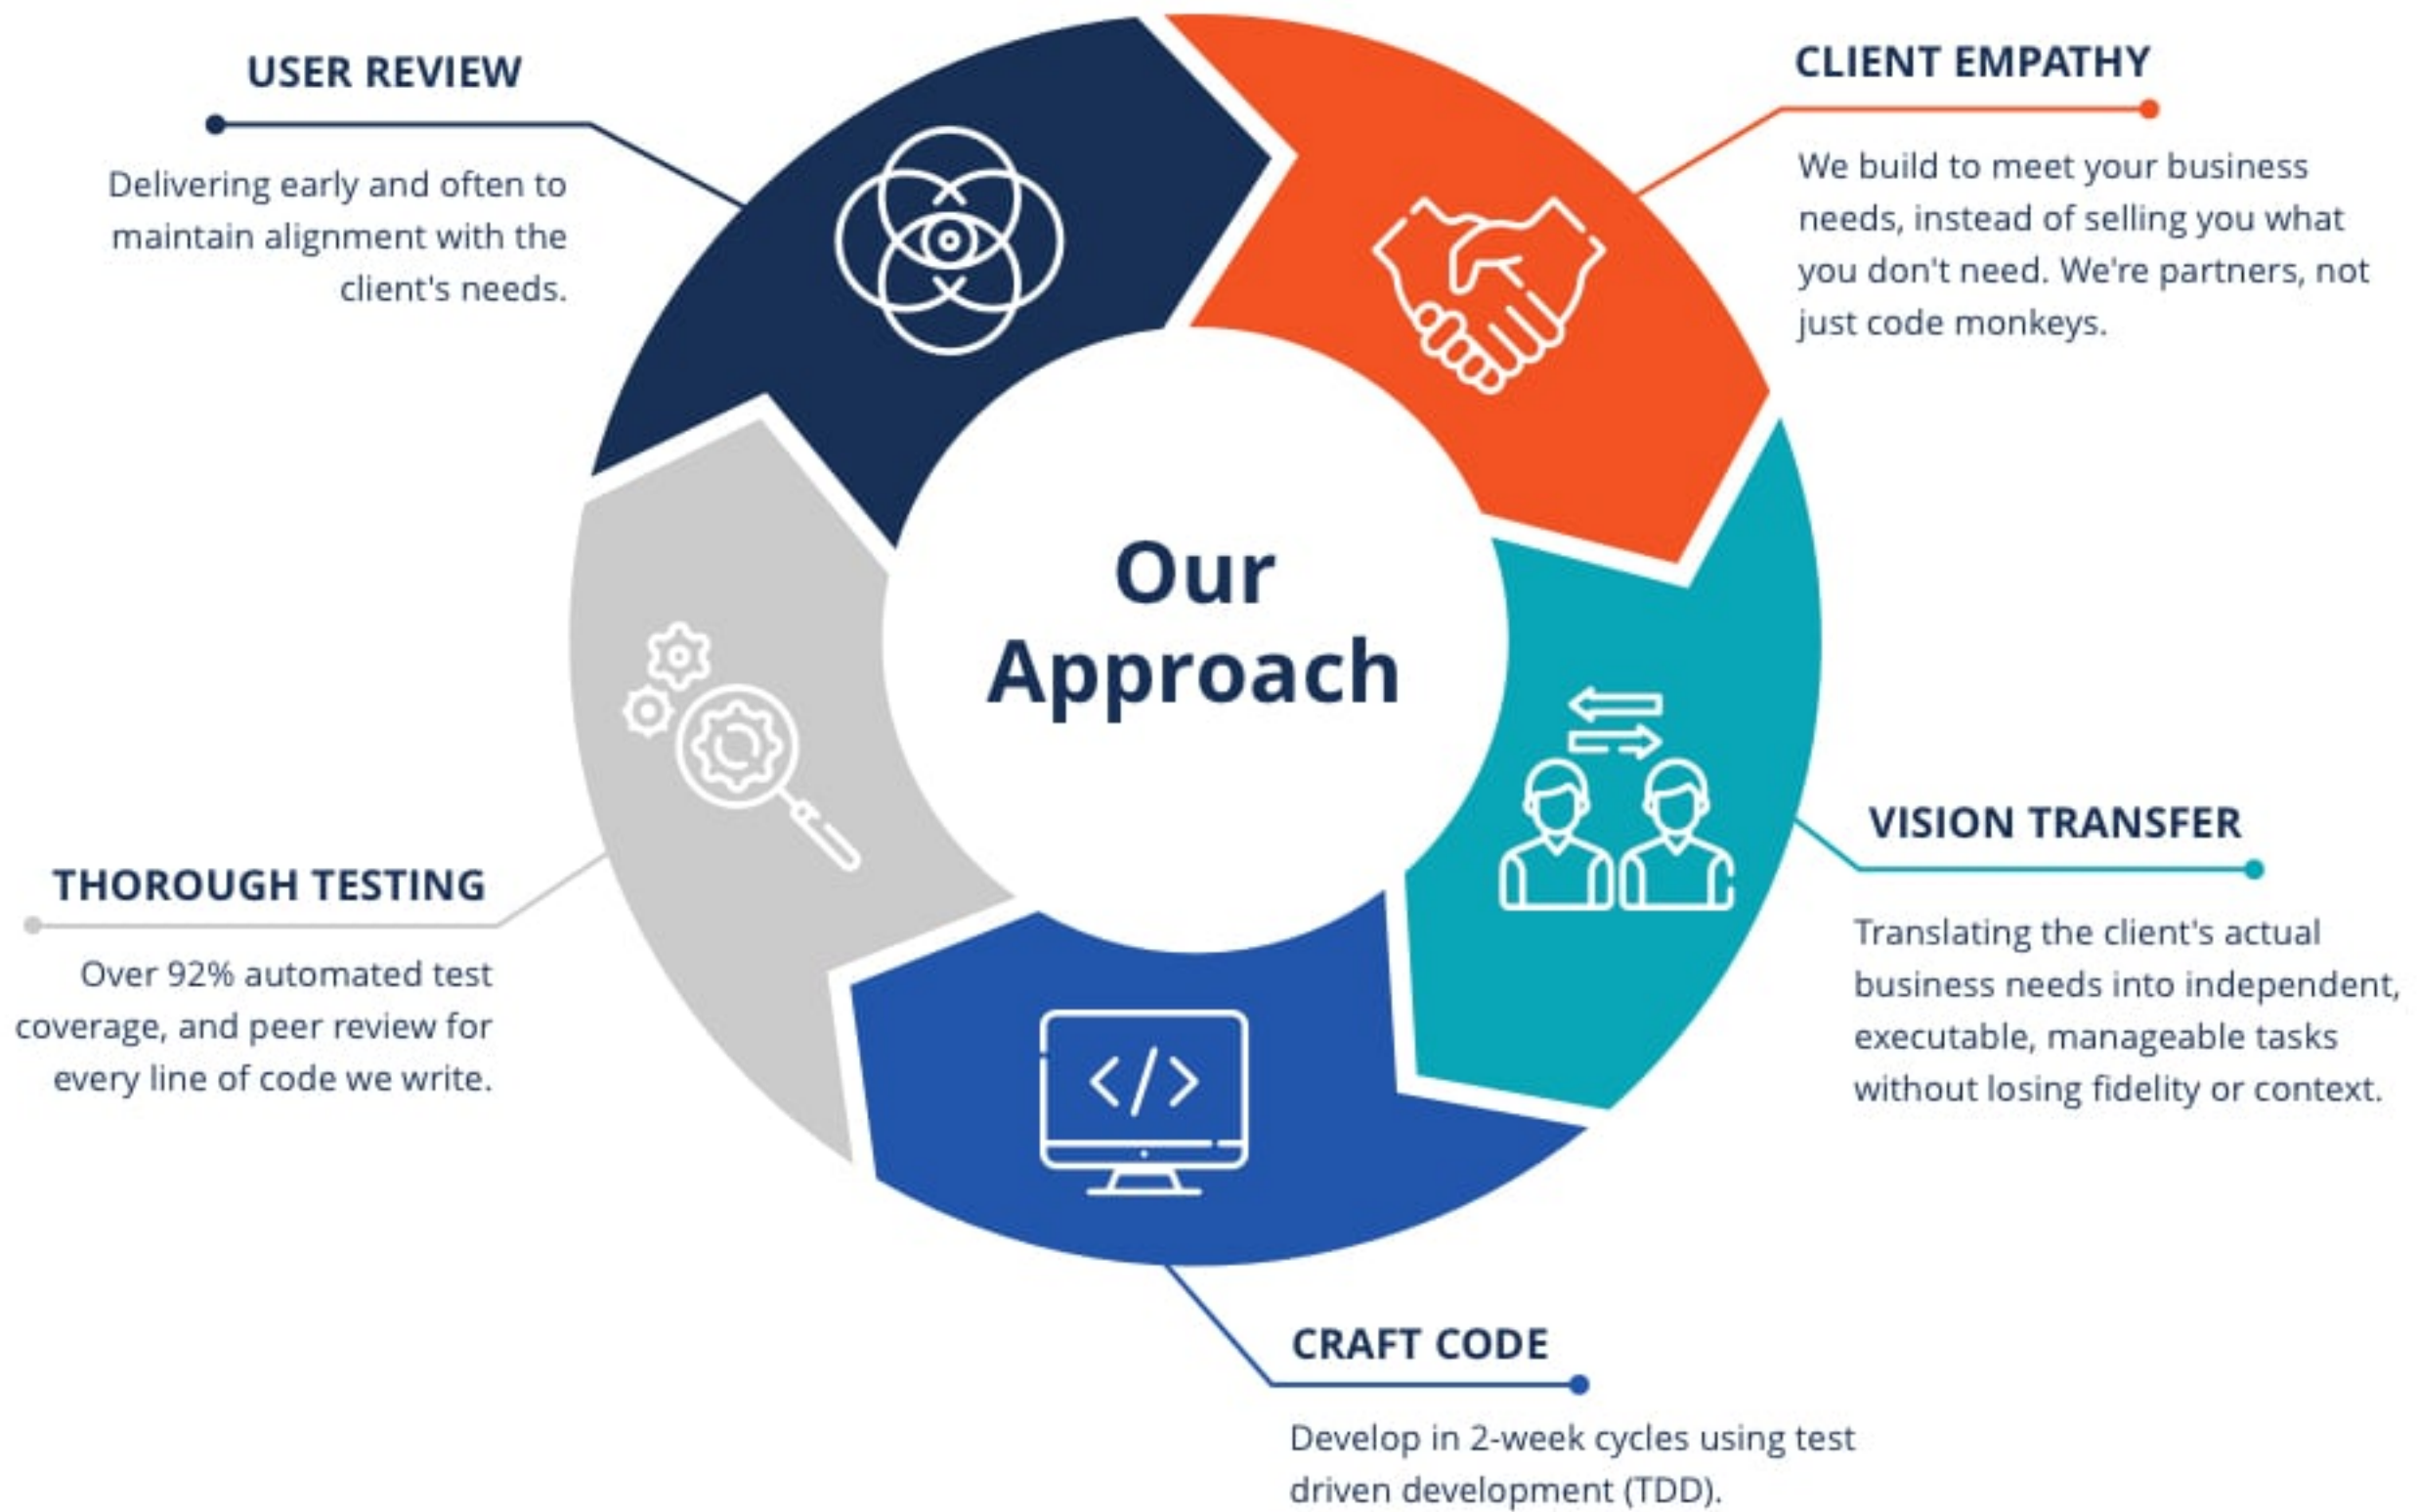 USER REVIEW
Delivering early and often to
maintain alignment with the
client's needs.
CLIENT EMPATHY
We build to meet your business
needs, instead of selling you what
you don't need. We're partners, not
just code monkeys.
Our
Approach
VISION TRANSFER
Translating the client's actual
business needs into independent,
executable, manageable tasks
without losing fidelity or context.
THOROUGH TESTING
Over 92% automated test
coverage, and peer review for
every line of code we write.
</>
CRAFT CODE
Develop in 2-week cycles using test
driven development (TDD).